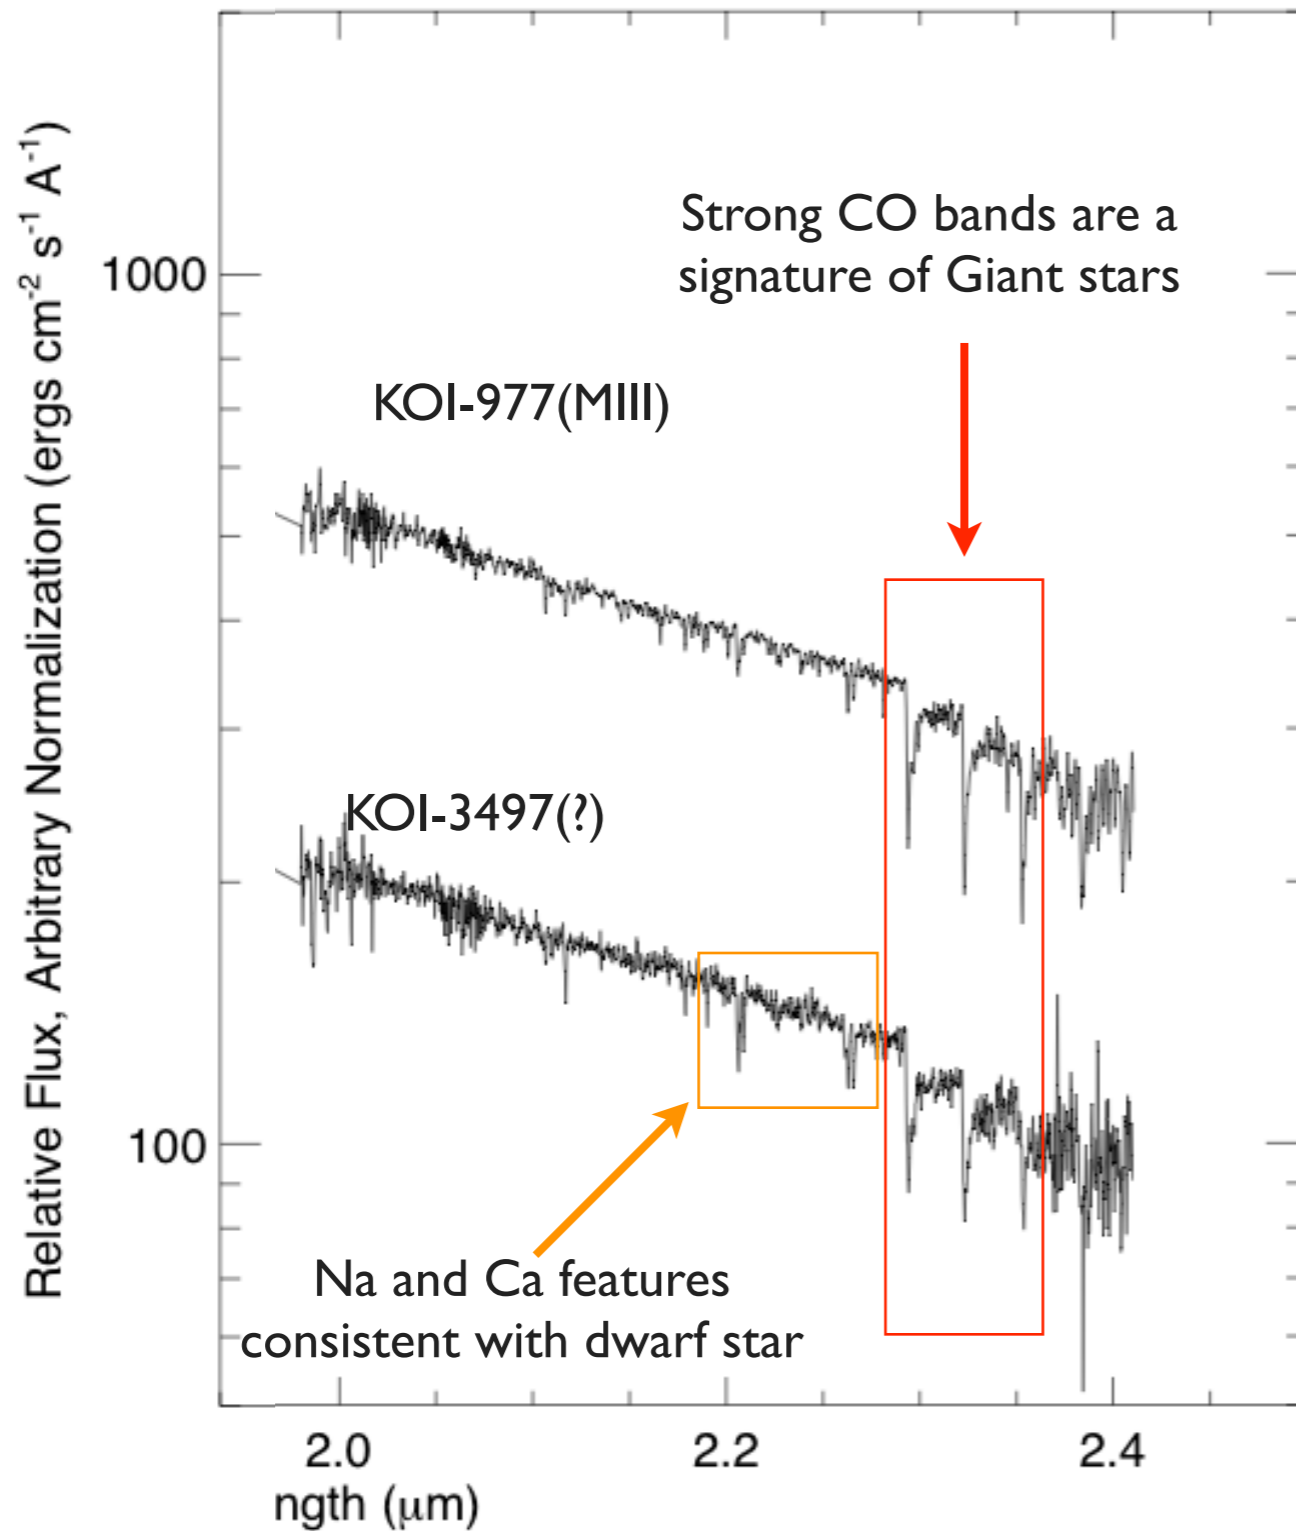 Relative Flux, Arbitrary Normalization (ergs cm⁻² s⁻¹ A⁻¹)
1000
100
Strong CO bands are a
signature of Giant stars
KOI-977(MIII)
KOI-3497(?)
Na and Ca features
consistent with dwarf star
2.0
2.2
2.4
ngth (μm)